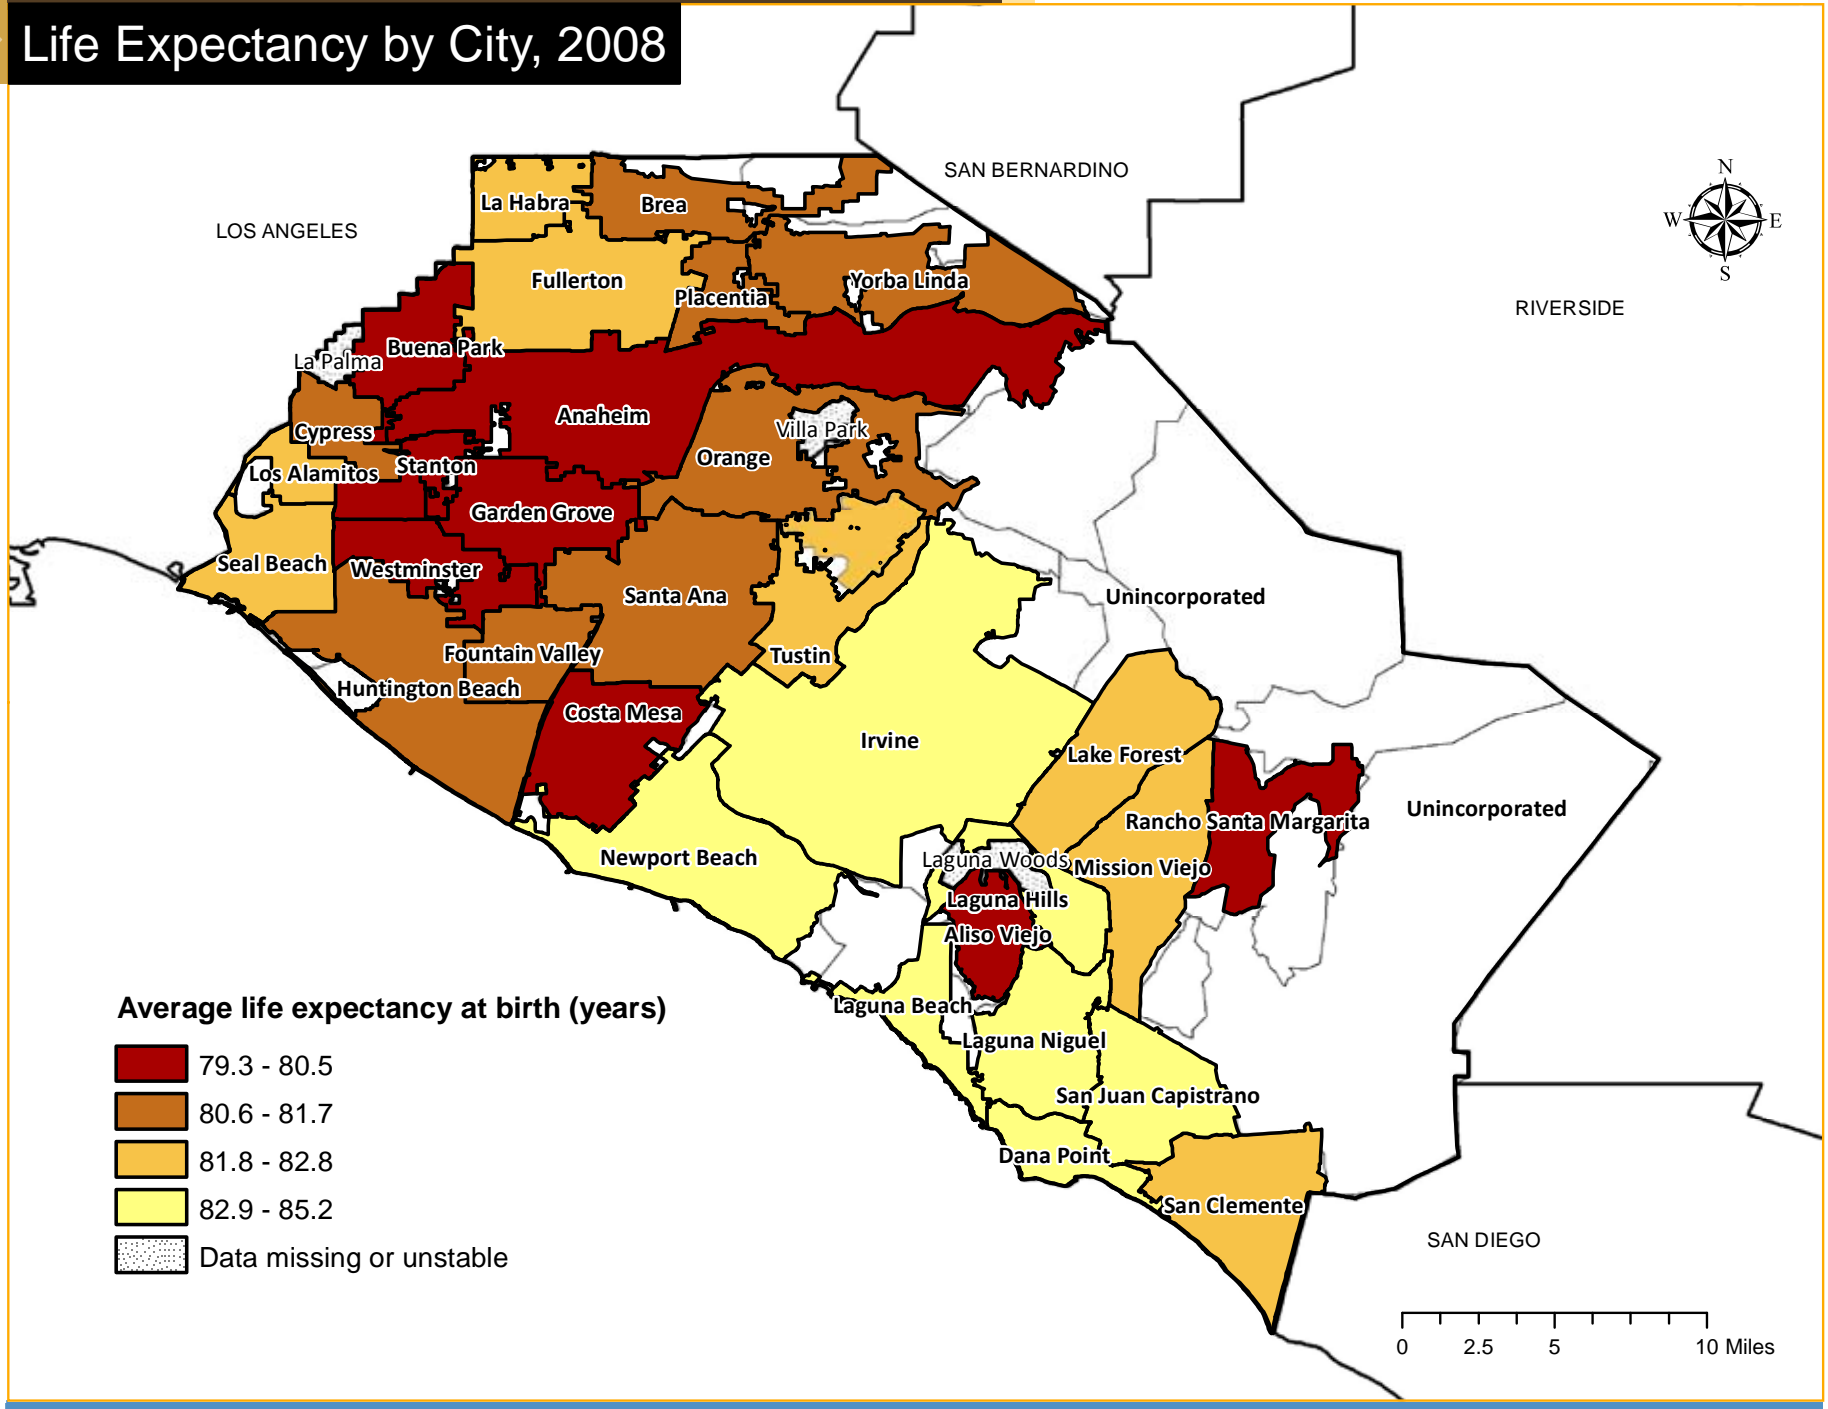 Life Expectancy by City, 2008
SAN BERNARDINO
LOS ANGELES
RIVERSIDE
N
W
E
S
La Habra
Brea
Fullerton
Placentia
Yorba Linda
Buena Park
La Palma
Anaheim
Cypress
Villa Park
Orange
Stanton
Los Alamitos
Garden Grove
Seal Beach
Westminster
Santa Ana
Unincorporated
Fountain Valley
Tustin
Huntington Beach
Costa Mesa
Irvine
Lake Forest
Rancho Santa Margarita
Unincorporated
Newport Beach
Laguna Woods
Mission Viejo
Laguna Hills
Aliso Viejo
Laguna Beach
Laguna Niguel
San Juan Capistrano
Dana Point
San Clemente
SAN DIEGO
Average life expectancy at birth (years)
79.3 - 80.5
80.6 - 81.7
81.8 - 82.8
82.9 - 85.2
Data missing or unstable
0 2.5 5 10 Miles